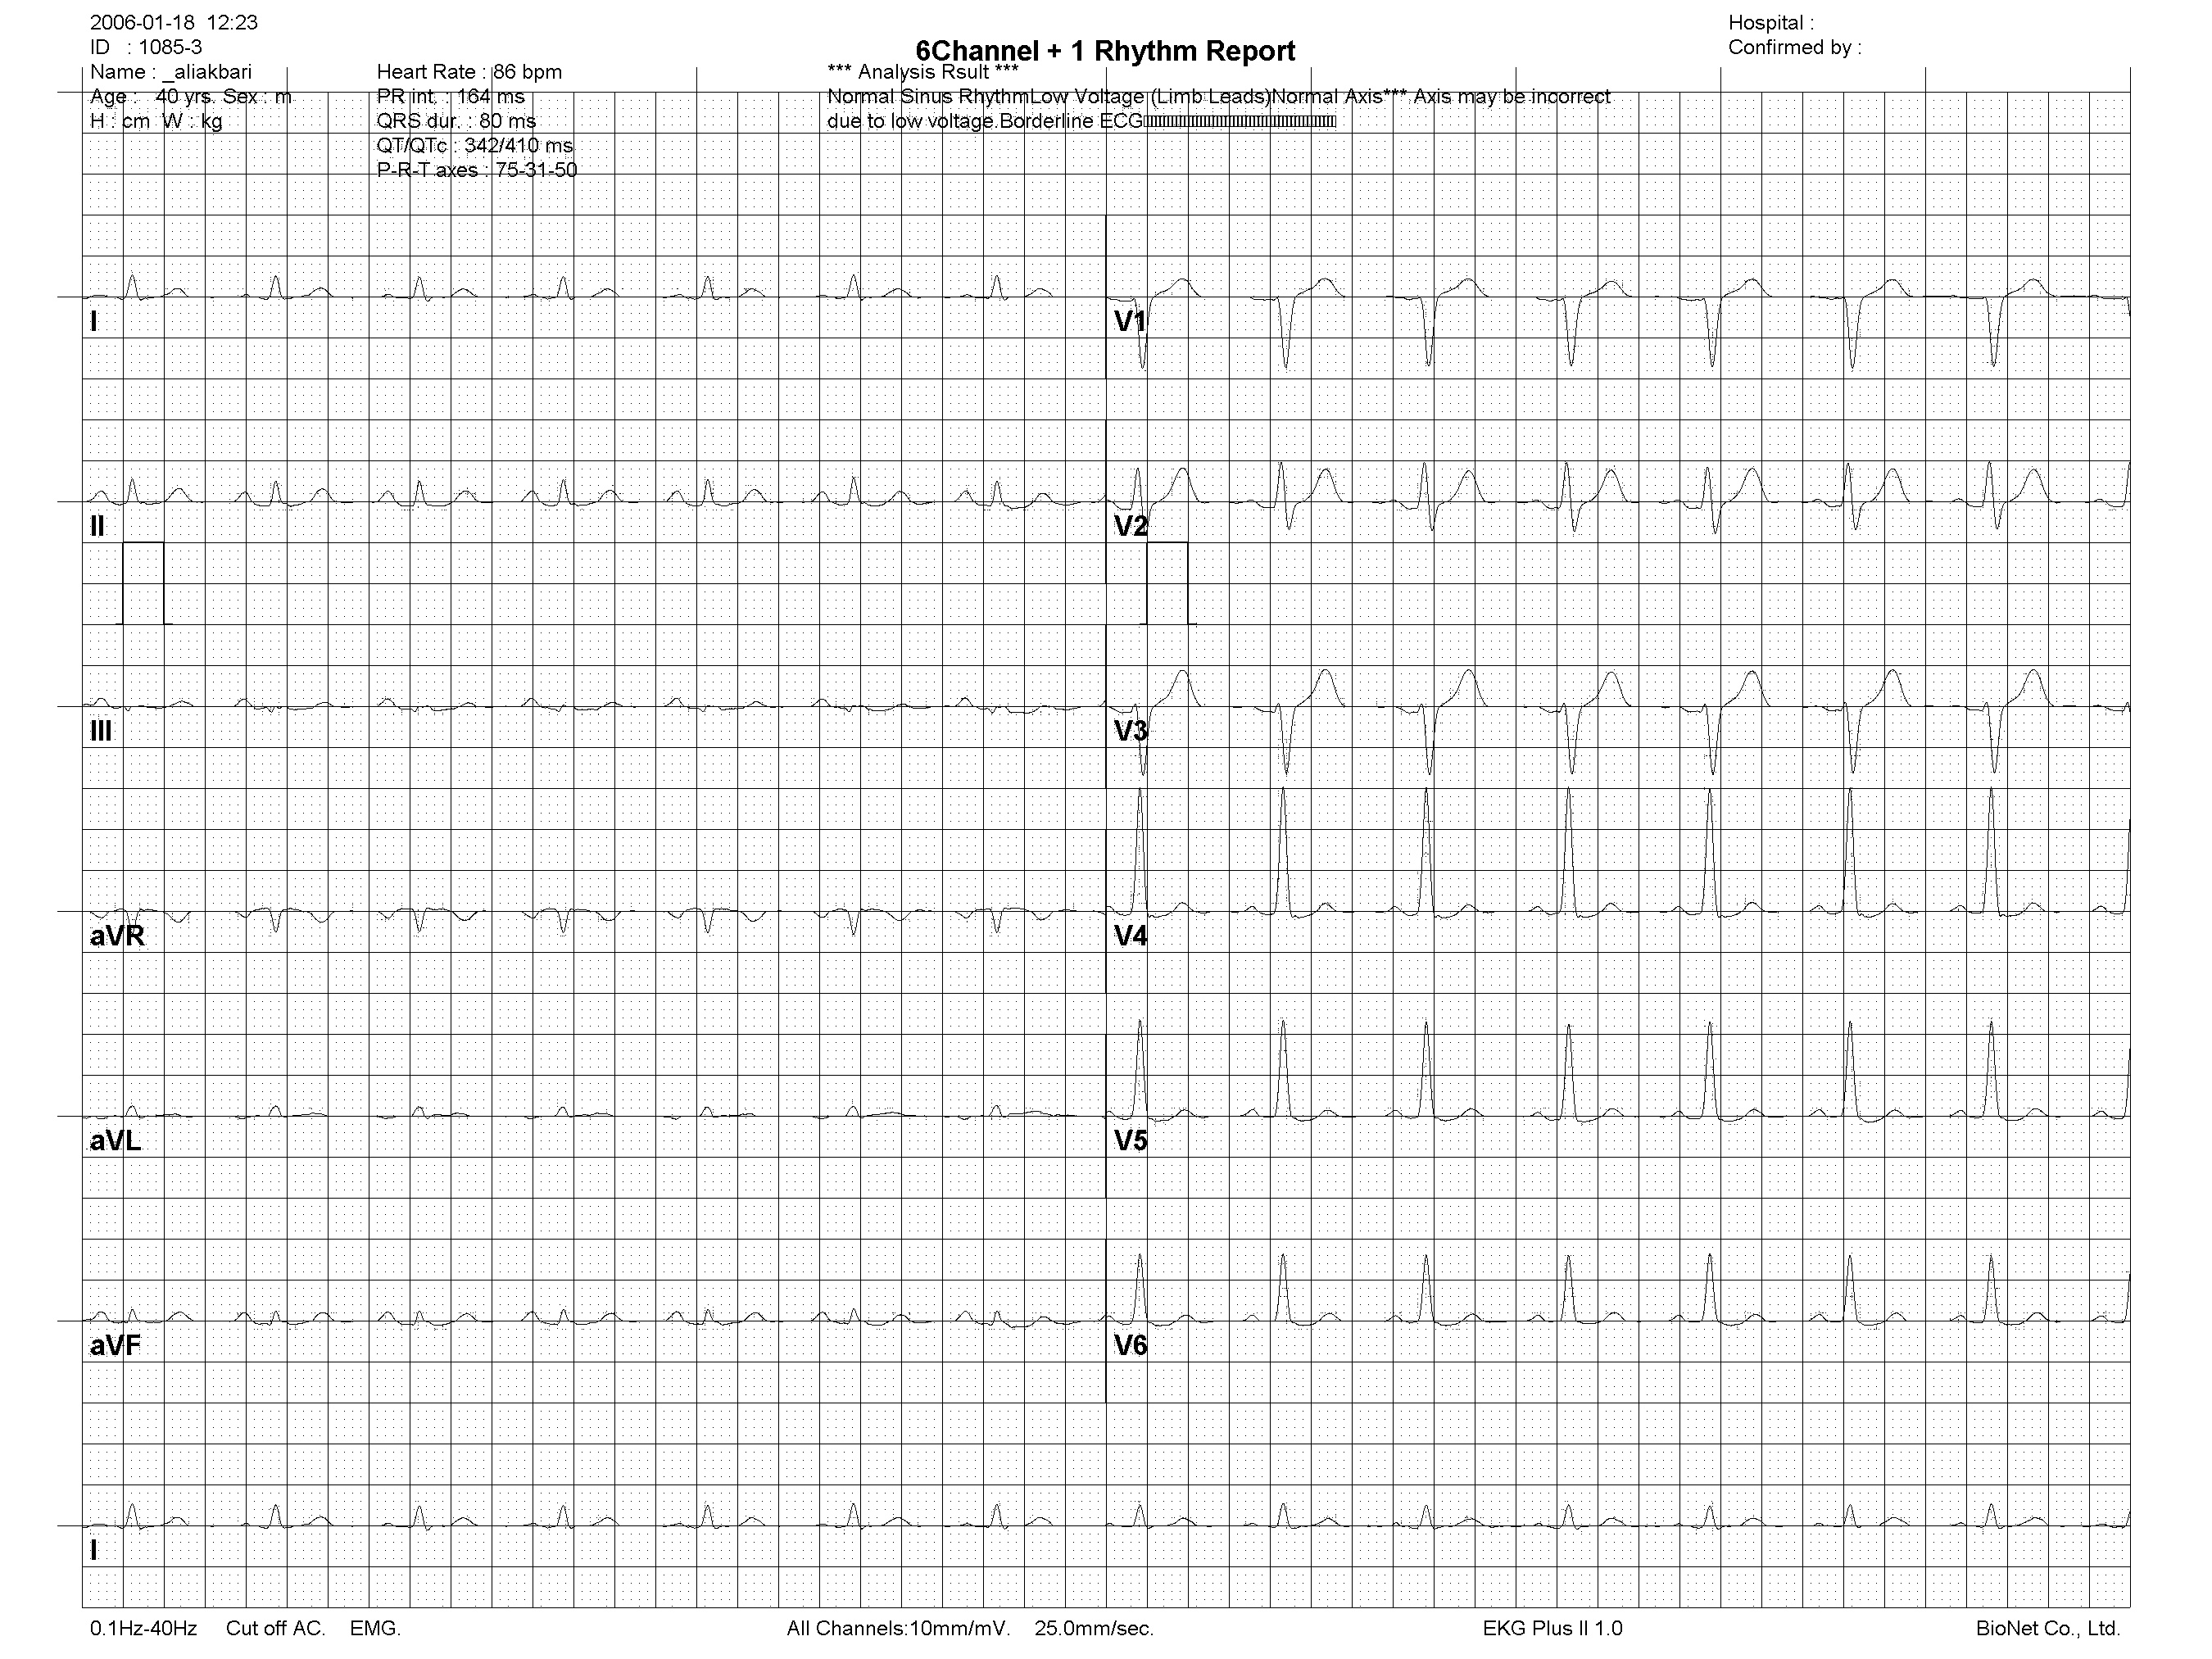 2006-01-18 12:23
ID : 1085-3
Name : _aliakbari
Age : 40 yrs. Sex : m
H : cm W : kg
Heart Rate : 86 bpm
PR int. : 164 ms
QRS dur. : 80 ms
QT/QTc : 342/410 ms
P-R-T axes : 75-31-50
6Channel + 1 Rhythm Report
*** Analysis Rsult ***
Normal Sinus RhythmLow Voltage (Limb Leads)Normal Axis*** Axis may be incorrect
due to low voltage.Borderline ECG
Hospital :
Confirmed by :
I
V1
II
V2
III
V3
aVR
V4
aVL
V5
aVF
V6
I
0.1Hz-40Hz Cut off AC. EMG. All Channels:10mm/mV. 25.0mm/sec. EKG Plus II 1.0 BioNet Co., Ltd.